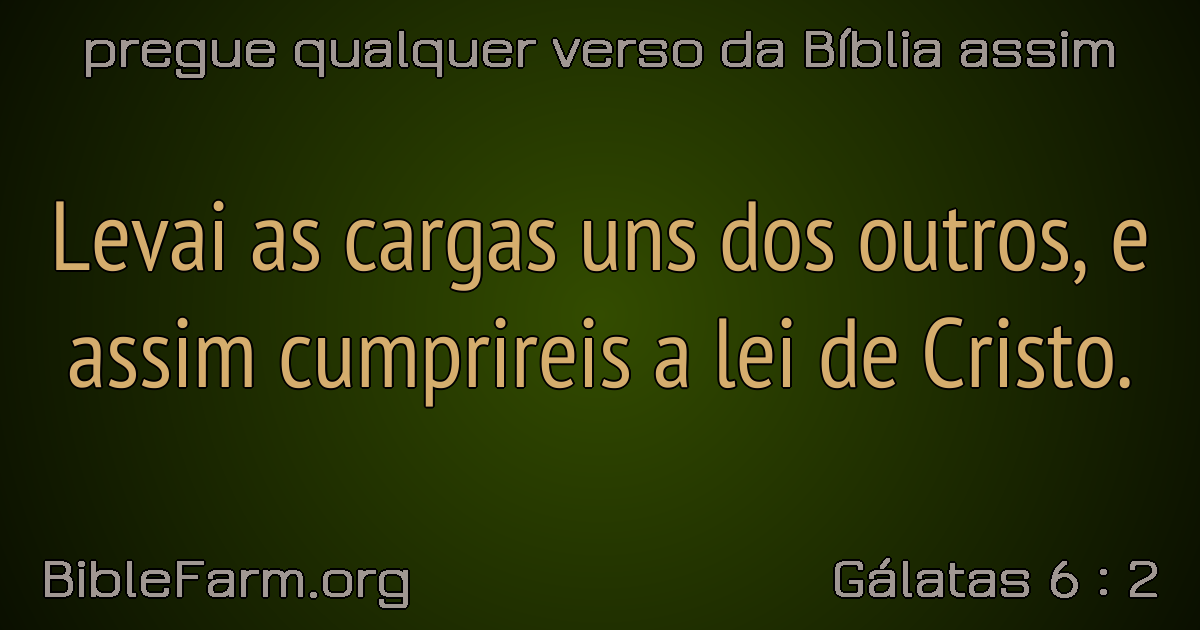 pregue qualquer verso da Bíblia assim
Levai as cargas uns dos outros, e
assim cumprireis a lei de Cristo.
BibleFarm.org
Gálatas 6 : 2